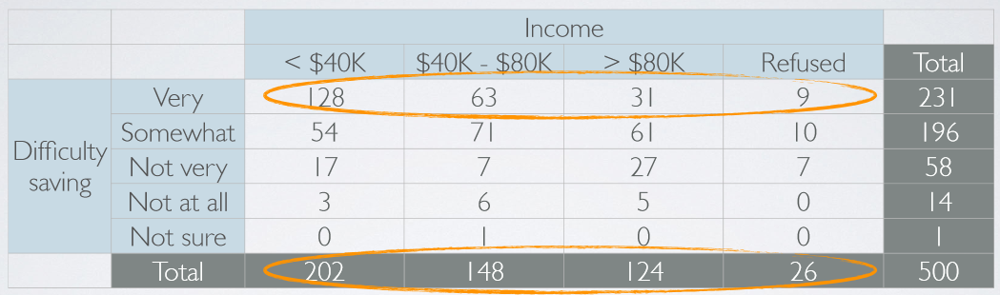 Income
< $40K $40K - $80K > $80K Refused Total
Difficulty saving
Very 128 63 31 9 231
Somewhat 54 71 61 10 196
Not very 17 7 27 7 58
Not at all 3 6 5 0 14
Not sure 0 1 0 0 1
Total 202 148 124 26 500